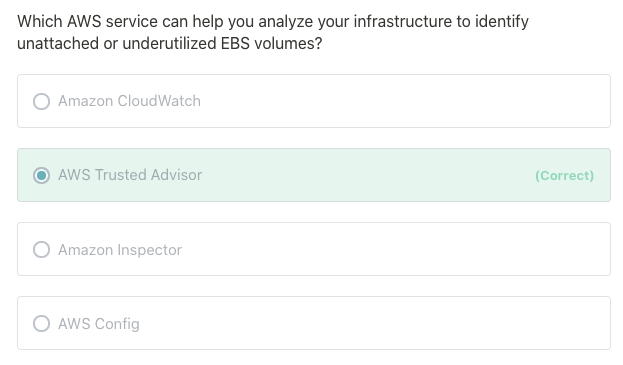 Which AWS service can help you analyze your infrastructure to identify
unattached or underutilized EBS volumes?
Amazon CloudWatch
AWS Trusted Advisor (Correct)
Amazon Inspector
AWS Config